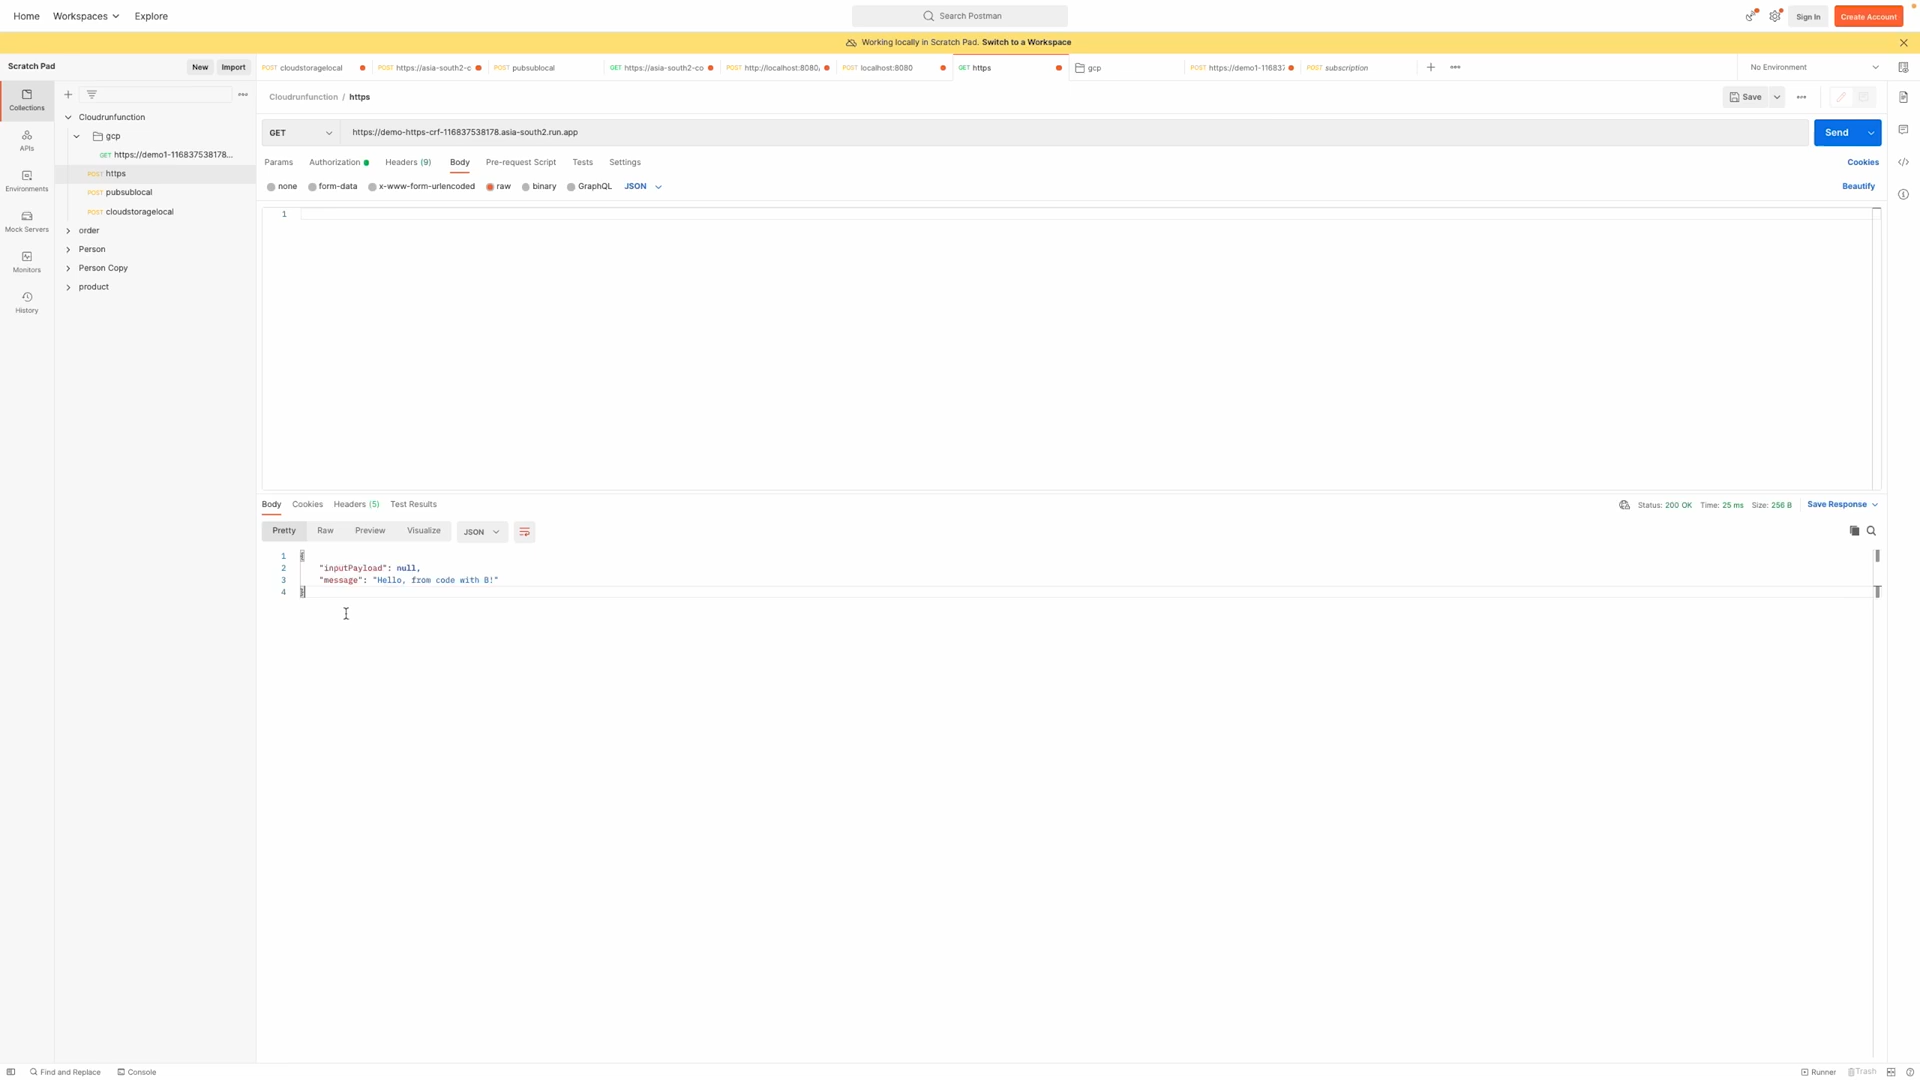 Home Workspaces Explore Search Postman Sign In Create Account
Working locally in Scratch Pad. Switch to a Workspace
Scratch Pad New Import
POST cloudstoragelocal POST https://asia-south2-c POST pubsublocal GET https://asia-south2-co POST http://localhost:8080, POST localhost:8080 GET https gcp POST https://demo1-11683 POST subscription No Environment
Collections
APIs
Environments
Mock Servers
Monitors
History
Cloudrunfunction
gcp
GET https://demo1-116837538178...
POST https
POST pubsublocal
POST cloudstoragelocal
order
Person
Person Copy
product
Cloudrunfunction / https Save
GET https://demo-https-crf-116837538178.asia-south2.run.app Send
Params Authorization Headers (9) Body Pre-request Script Tests Settings Cookies
none form-data x-www-form-urlencoded raw binary GraphQL JSON Beautify
1
Body Cookies Headers (5) Test Results Status: 200 OK Time: 25 ms Size: 256 B Save Response
Pretty Raw Preview Visualize JSON
1 {
2 "inputPayload": null,
3 "message": "Hello, from code with B!"
4 }
Find and Replace Console Runner Trash